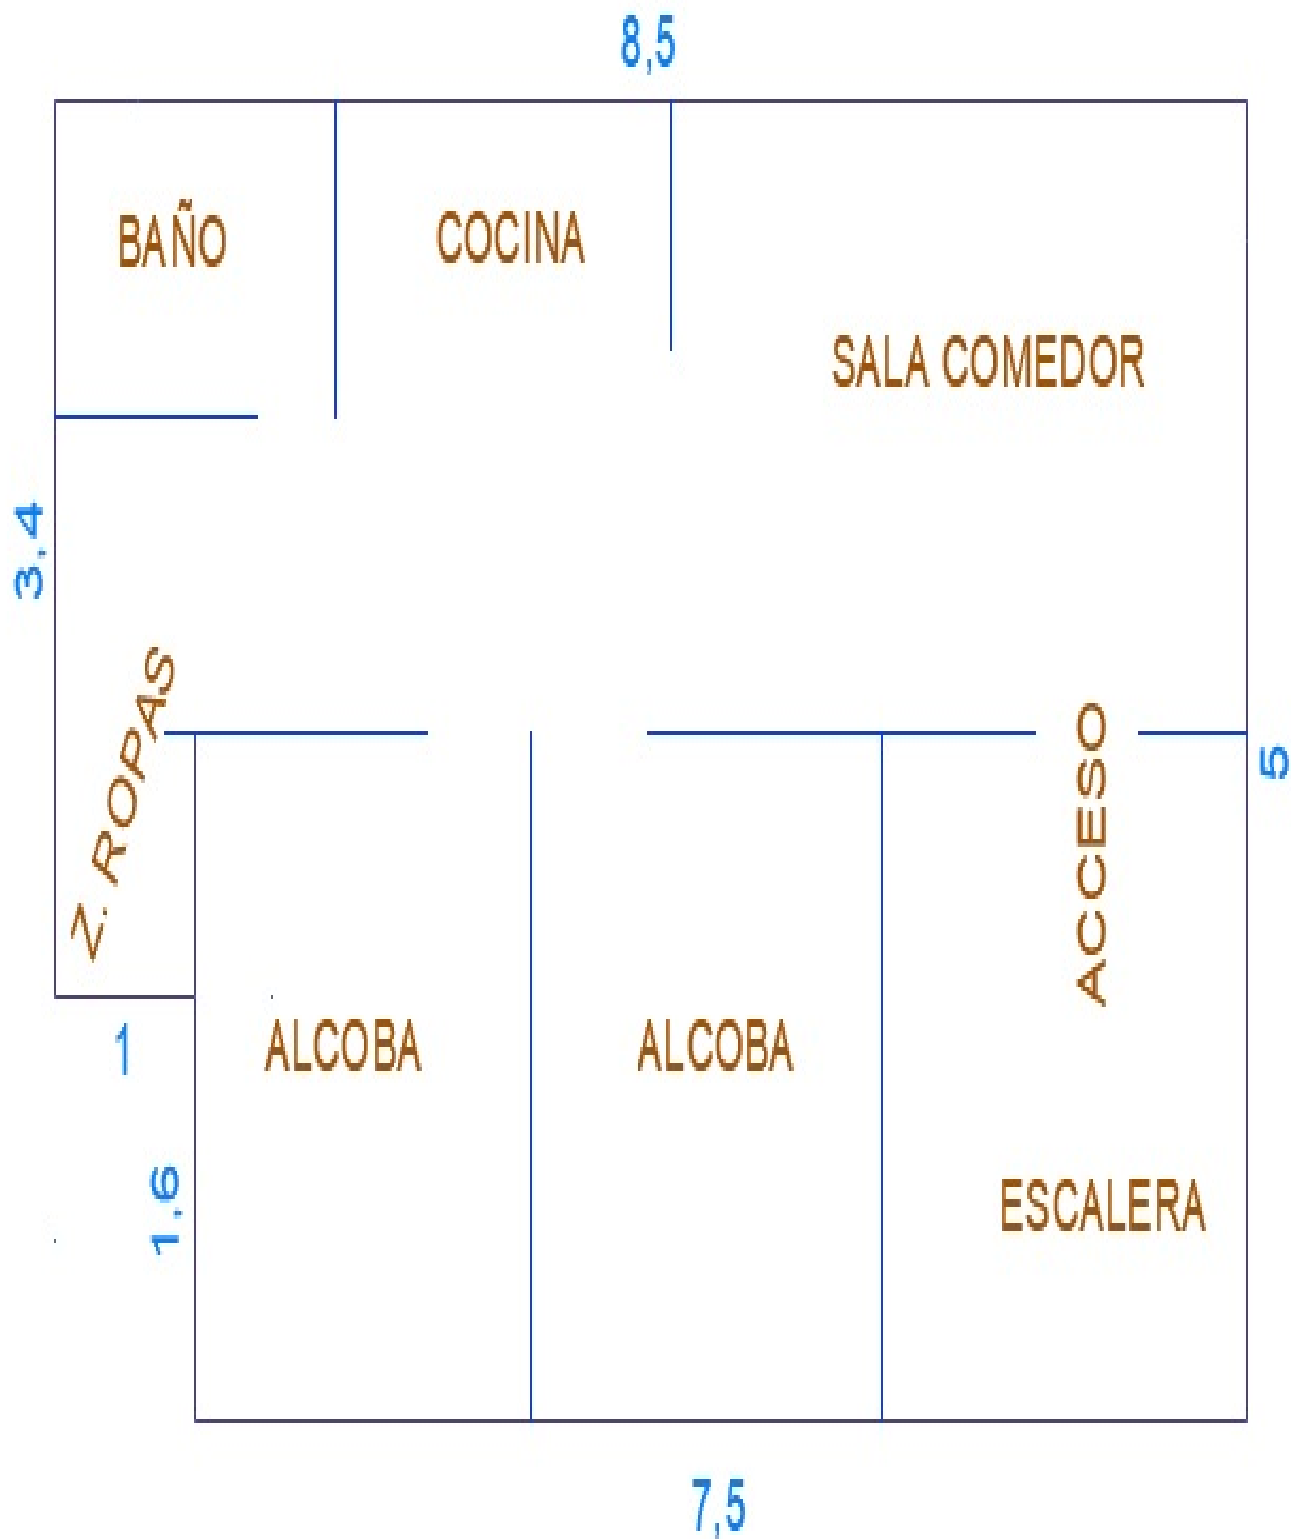 8,5
BAÑO
COCINA
SALA COMEDOR
3,4
Z. ROPAS
ACCESO
5
1
ALCOBA
ALCOBA
1,6
ESCALERA
7,5